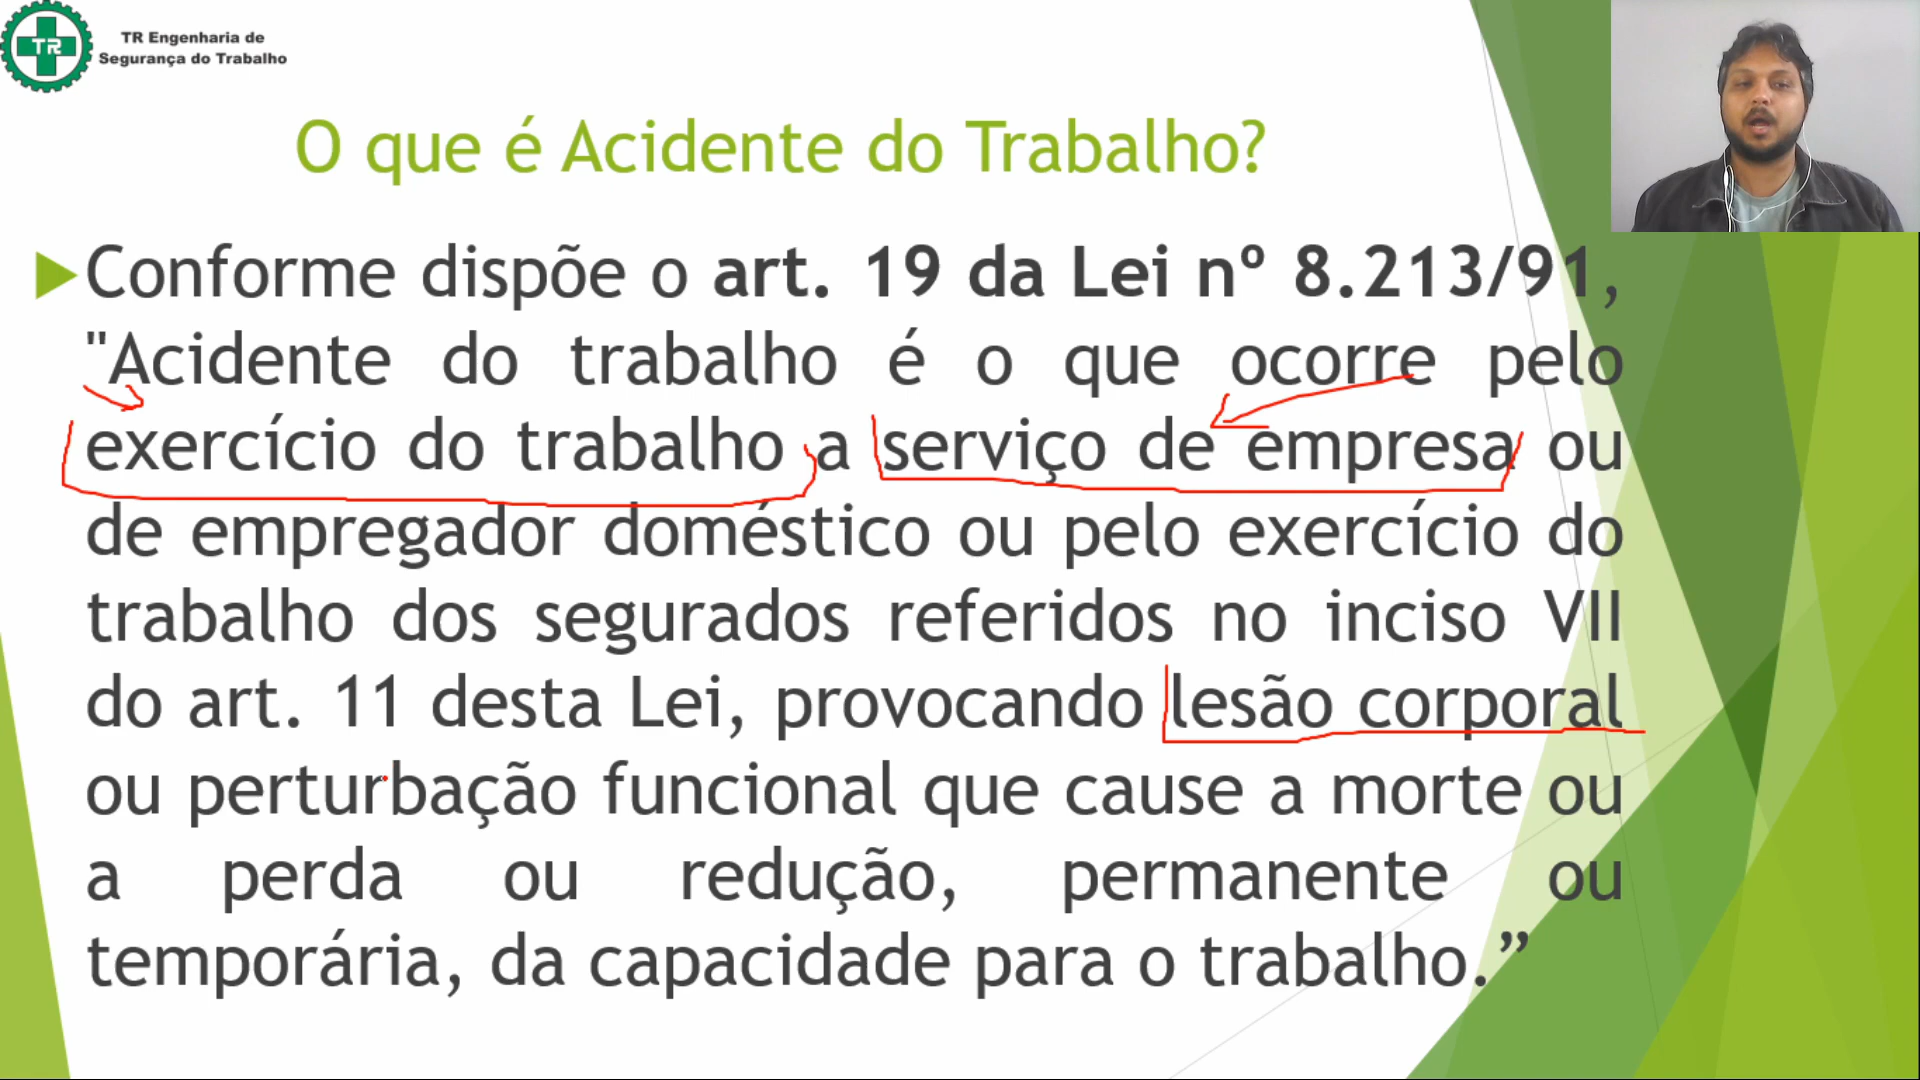 TR
TR Engenharia de
Segurança do Trabalho
O que é Acidente do Trabalho?
Conforme dispõe o art. 19 da Lei nº 8.213/91,
"Acidente do trabalho é o que ocorre pelo
exercício do trabalho a serviço de empresa ou
de empregador doméstico ou pelo exercício do
trabalho dos segurados referidos no inciso VII
do art. 11 desta Lei, provocando lesão corporal
ou perturbação funcional que cause a morte ou
a perda ou redução, permanente ou
temporária, da capacidade para o trabalho.”